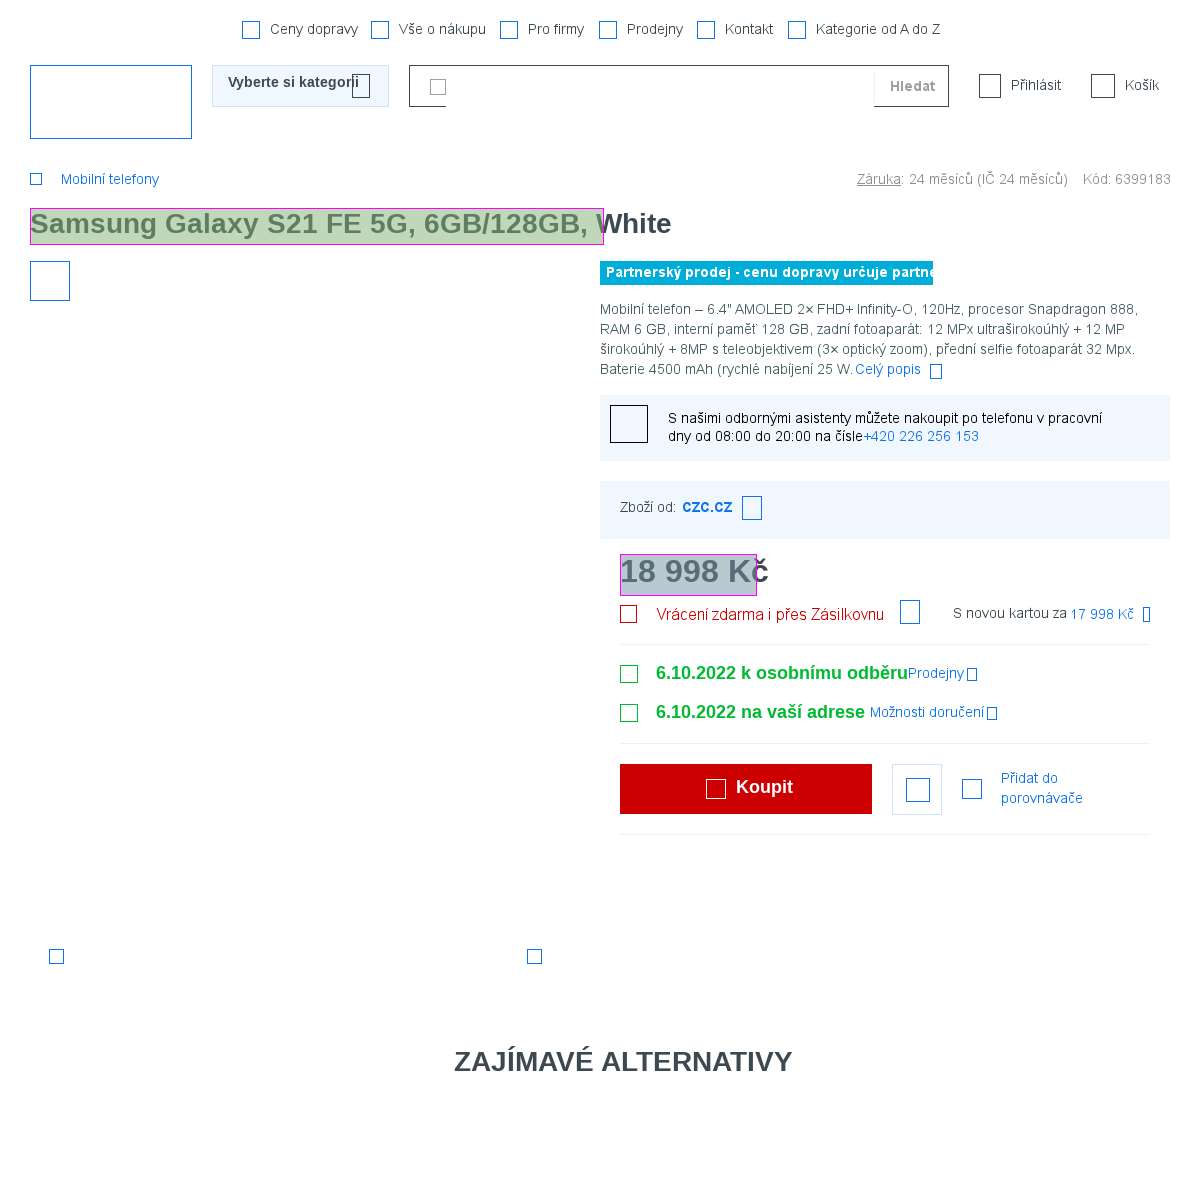 Ceny dopravy Vše o nákupu Pro firmy Prodejny Kontakt Kategorie od A do Z
Vyberte si kategorii Hledat Přihlásit Košík
Mobilní telefony Záruka: 24 měsíců (IČ 24 měsíců) Kód: 6399183
Samsung Galaxy S21 FE 5G, 6GB/128GB, White
Partnerský prodej - cenu dopravy určuje
Mobilní telefon – 6.4" AMOLED 2× FHD+ Infinity-O, 120Hz, procesor Snapdragon 888,
RAM 6 GB, interní paměť 128 GB, zadní fotoaparát: 12 MPx ultraširokoúhlý + 12 MP
širokoúhlý + 8MP s teleobjektivem (3× optický zoom), přední selfie fotoaparát 32 Mpx.
Baterie 4500 mAh (rychlé nabíjení 25 W. Celý popis
S našimi odbornými asistenty můžete nakoupit po telefonu v pracovní
dny od 08:00 do 20:00 na čísle+420 226 256 153
Zboží od: CZC.CZ
18 998 Kč
Vrácení zdarma i přes Zásilkovnu S novou kartou za 17 998 Kč
6.10.2022 k osobnímu odběru Prodejny
6.10.2022 na vaší adrese Možnosti doručení
Koupit Přidat do
porovnávače
ZAJÍMAVÉ ALTERNATIVY